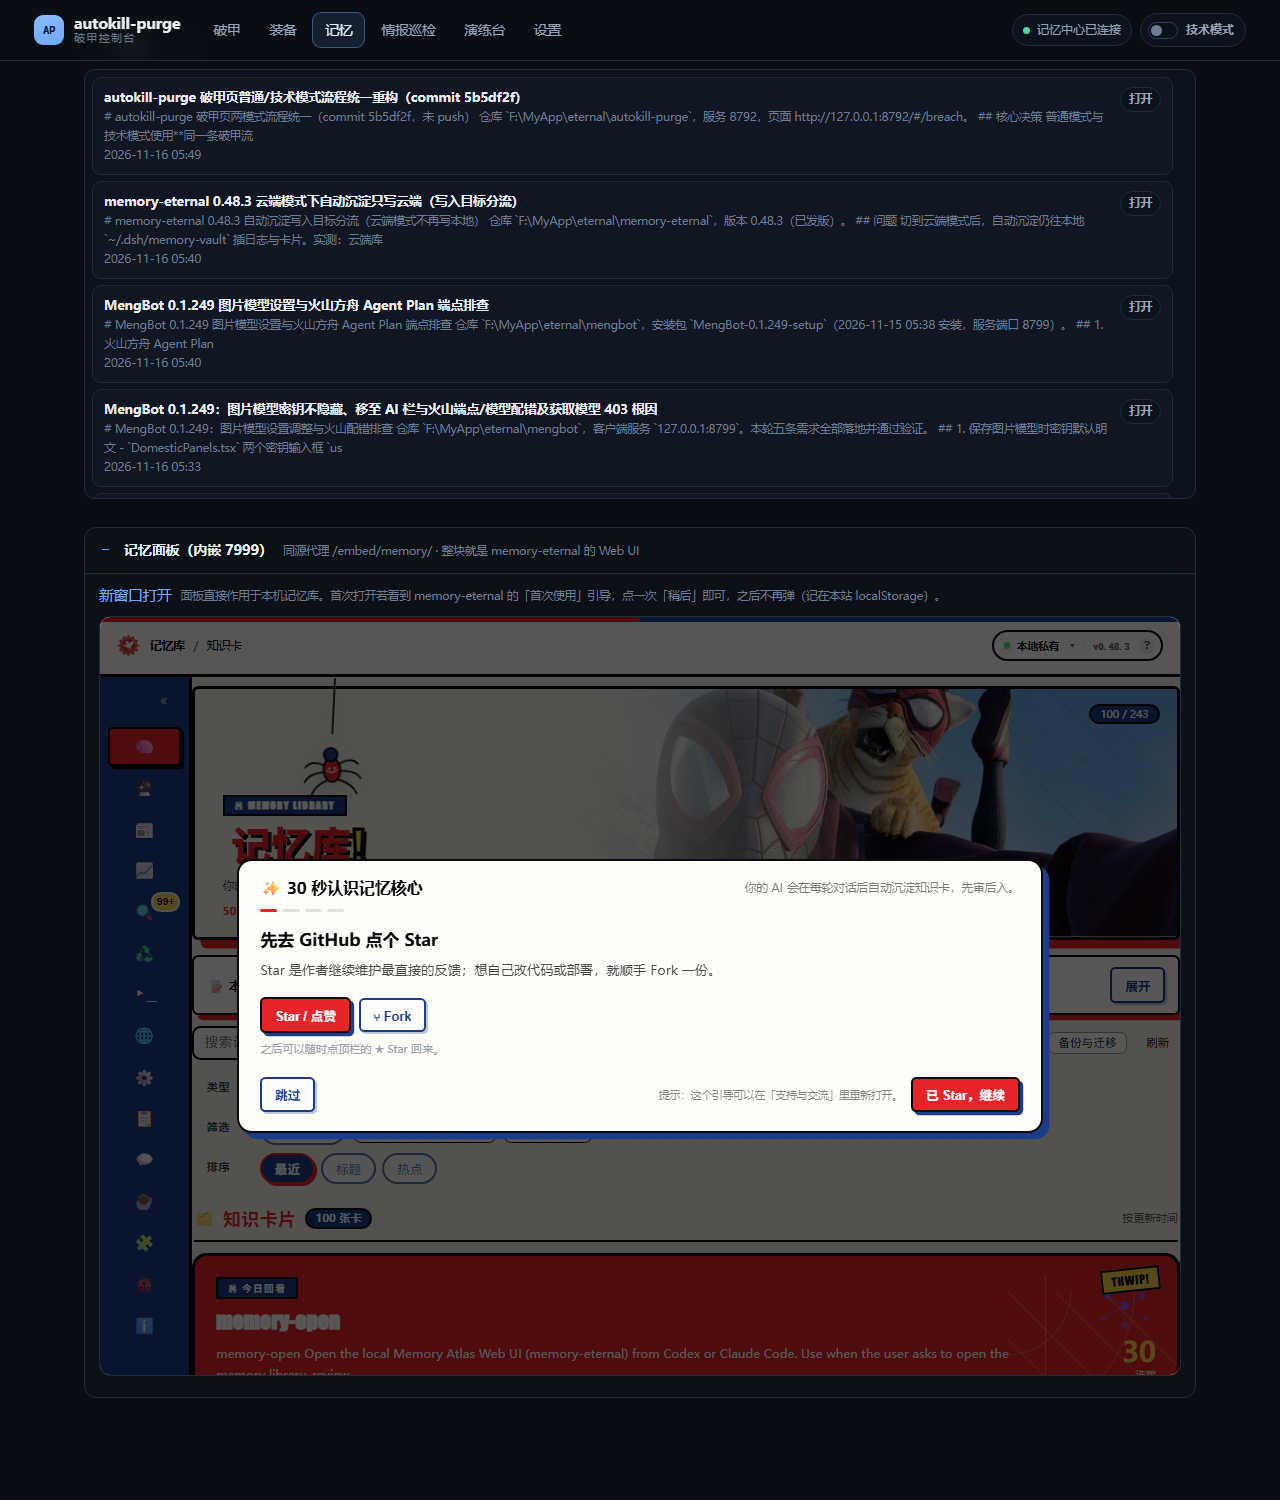 AP
autokill-purge
破甲控制台
破甲
装备
记忆
情报巡检
演练台
设置
记忆中心已连接
技术模式
autokill-purge 破甲页普通/技术模式流程统一重构（commit 5b5df2f）
打开
# autokill-purge 破甲页两模式流程统一（commit 5b5df2f，未 push） 仓库 `F:\MyApp\eternal\autokill-purge`，服务 8792，页面 http://127.0.0.1:8792/#/breach。 ## 核心决策 普通模式与
技术模式使用**同一条破甲流
2026-11-16 05:49
memory-eternal 0.48.3 云端模式下自动沉淀只写云端（写入目标分流）
打开
# memory-eternal 0.48.3 自动沉淀写入目标分流（云端模式不再写本地） 仓库 `F:\MyApp\eternal\memory-eternal`，版本 0.48.3（已发版）。 ## 问题 切到云端模式后，自动沉淀仍往本地
`~/.dsh/memory-vault` 插日志与卡片。实测：云端库
2026-11-16 05:40
MengBot 0.1.249 图片模型设置与火山方舟 Agent Plan 端点排查
打开
# MengBot 0.1.249 图片模型设置与火山方舟 Agent Plan 端点排查 仓库 `F:\MyApp\eternal\mengbot`，安装包 `MengBot-0.1.249-setup`（2026-11-15 05:38 安装，服务端口 8799）。 ## 1.
火山方舟 Agent Plan
2026-11-16 05:40
MengBot 0.1.249：图片模型密钥不隐藏、移至 AI 栏与火山端点/模型配错及获取模型 403 根因
打开
# MengBot 0.1.249：图片模型设置调整与火山配错排查 仓库 `F:\MyApp\eternal\mengbot`，客户端服务 `127.0.0.1:8799`。本轮五条需求全部落地并通过验证。 ## 1. 保存图片模型时密钥默认明
文 - `DomesticPanels.tsx` 两个密钥输入框 `us
2026-11-16 05:33
− 记忆面板（内嵌 7999） 同源代理 /embed/memory/ · 整块就是 memory-eternal 的 Web UI
新窗口打开 面板直接作用于本机记忆库。首次打开若看到 memory-eternal 的「首次使用」引导，点一次「稍后」即可，之后不再弹（记在本站 localStorage）。
记忆库 / 知识卡
本地私有 ▾ v0.48.3 ?
«
100 / 243
MEMORY LIBRARY
记忆库!
你
50
99+
✨ 30 秒认识记忆核心
你的 AI 会在每轮对话后自动沉淀知识卡，先审后入。
先去 GitHub 点个 Star
Star 是作者继续维护最直接的反馈；想自己改代码或部署，就顺手 Fork 一份。
Star / 点赞
⑂ Fork
之后可以随时点顶栏的 ★ Star 回来。
跳过
提示：这个引导可以在「支持与交流」里重新打开。
已 Star，继续
本
展开
搜索
备份与迁移
刷新
类型
筛选
排序
最近
标题
热点
知识卡片
100 张卡
按更新时间
今日回看
THWIP!
memory-open
memory-open Open the local Memory Atlas Web UI (memory-eternal) from Codex or Claude Code. Use when the user asks to open the
memory library, review
30